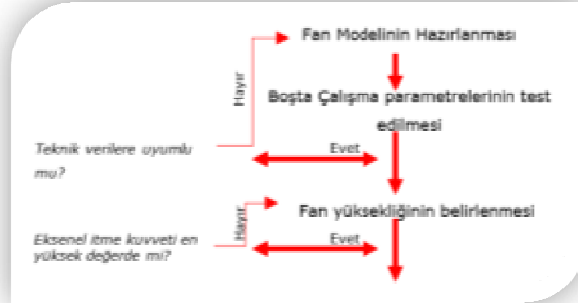 Fan Modelinin Hazırlanması
Hayır
Boşta Çalışma parametrelerinin test
edilmesi
Teknik verilere uyumlu
mu?
Evet
Fan yüksekliğinin belirlenmesi
Hayır
Eksenel itme kuvveti en
yüksek değerde mi?
Evet